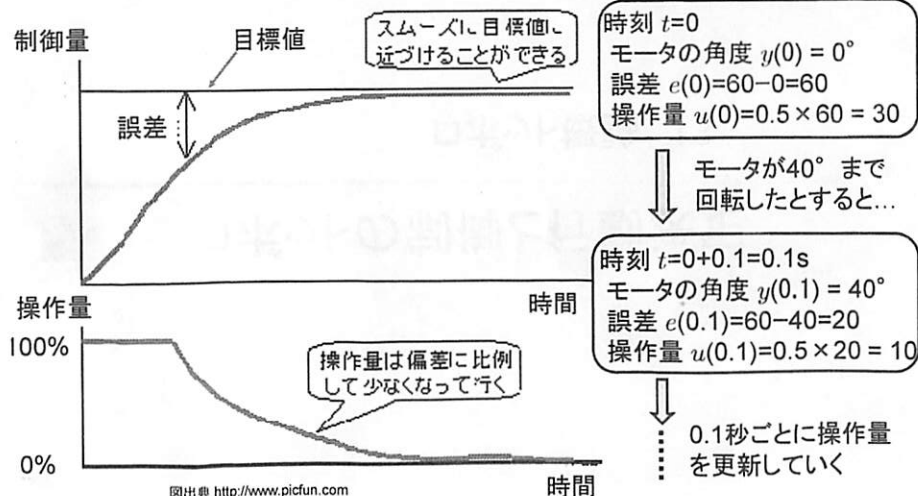 制御量
目標値
スムーズに目標値に
近づけることができる
誤差
時間
操作量
100%
操作量は偏差に比例
して少なくなって行く
0%
時間
図出典 http://www.picfun.com
時刻 t=0
モータの角度 y(0) = 0°
誤差 e(0)=60−0=60
操作量 u(0)=0.5×60 = 30
モータが40° まで
回転したとすると...
時刻 t=0+0.1=0.1s
モータの角度 y(0.1) = 40°
誤差 e(0.1)=60−40=20
操作量 u(0.1)=0.5×20 = 10
0.1秒ごとに操作量
を更新していく